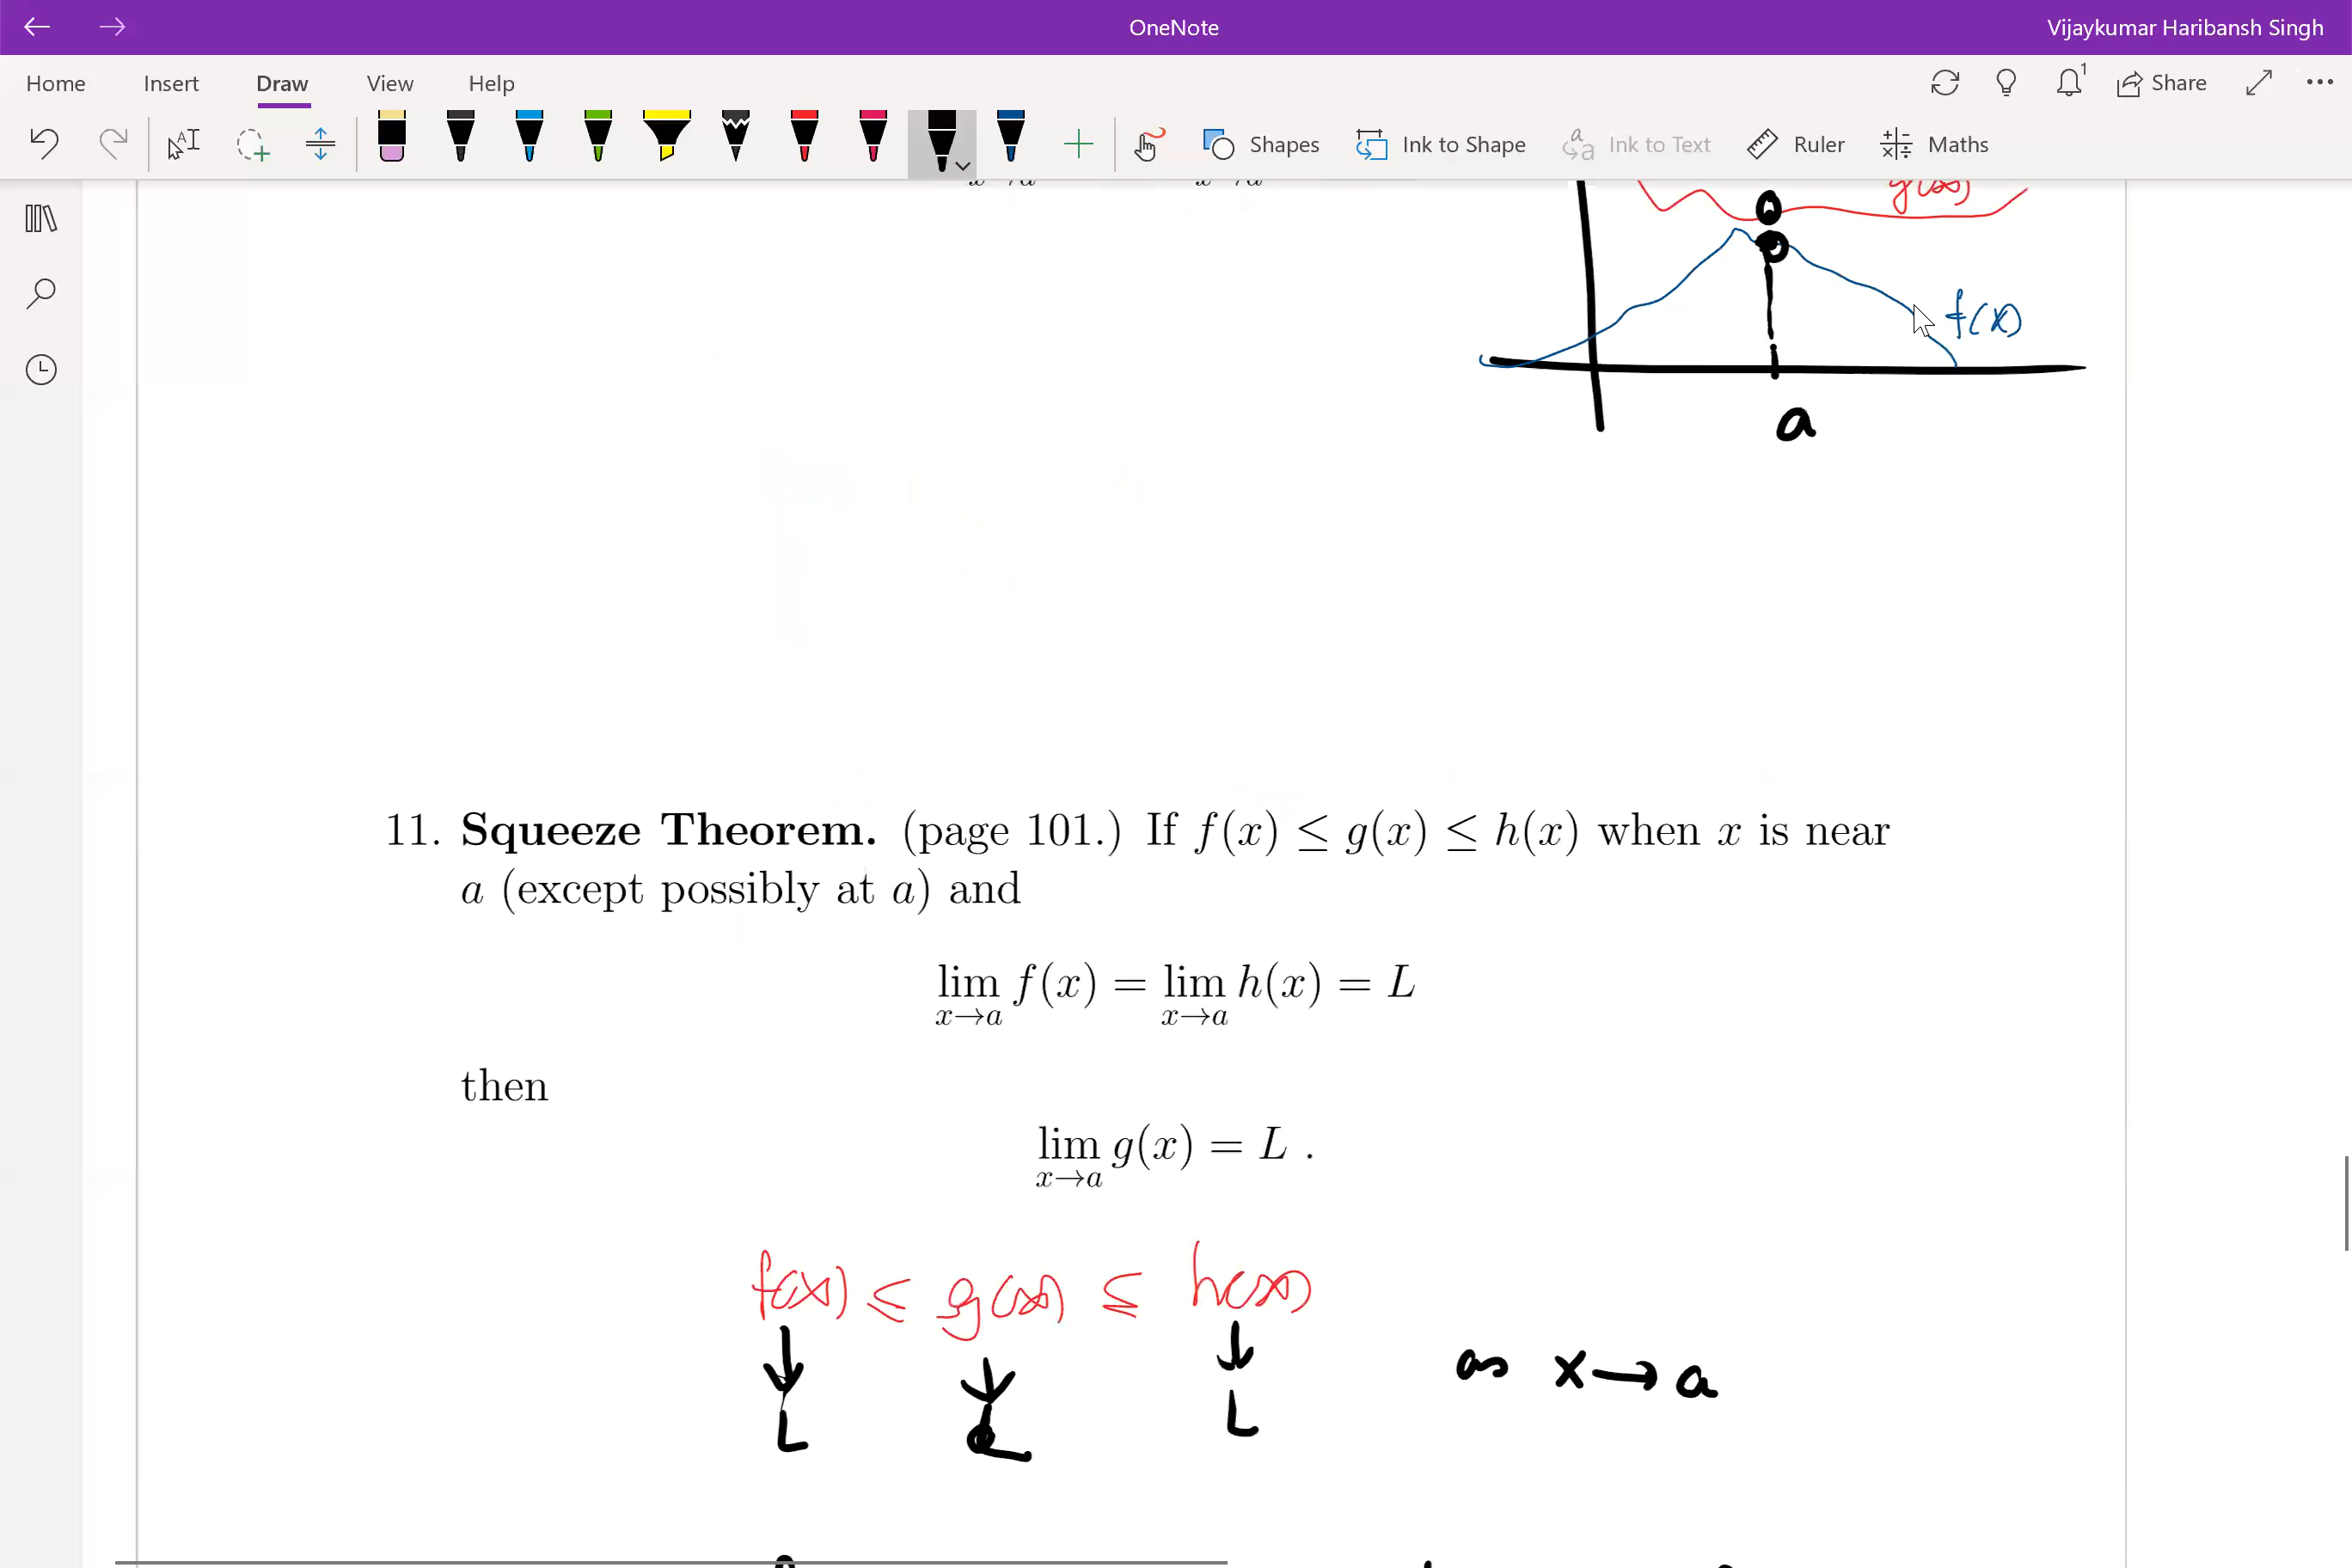 OneNote
Vijaykumar Haribansh Singh
Home Insert Draw View Help
1
Share
Shapes
Ink to Shape
Ink to Text
Ruler
Maths
x→a x→a
g(x)
f(x)
a
11. Squeeze Theorem. (page 101.) If f(x) ≤ g(x) ≤ h(x) when x is near
a (except possibly at a) and
lim x→a f(x) = lim x→a h(x) = L
then
lim x→a g(x) = L .
f(x) ≤ g(x) ≤ h(x)
↓ ↓ ↓ as x → a
L L L